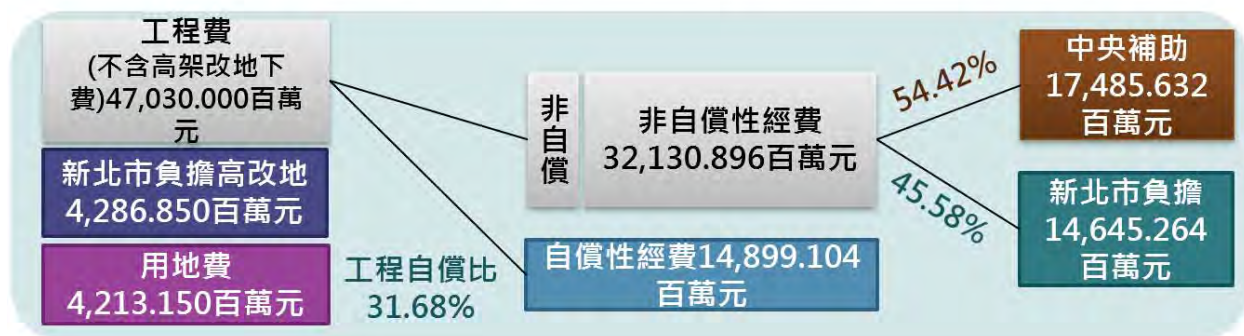 工程費
(不含高架改地下
費)47,030.000百萬
元
新北市負擔高改地
4,286.850百萬元
用地費
4,213.150百萬元
工程自償比
31.68%
非自償
非自償性經費
32,130.896百萬元
自償性經費14,899.104
百萬元
54.42%
45.58%
中央補助
17,485.632
百萬元
新北市負擔
14,645.264
百萬元